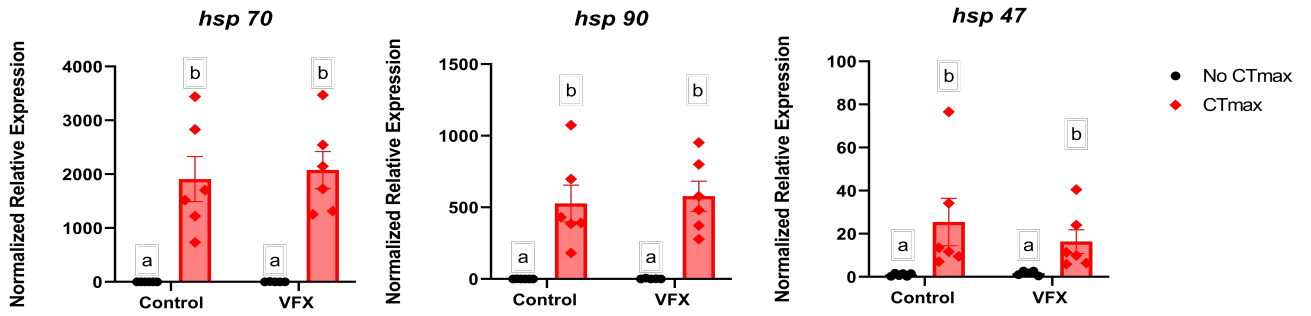 hsp 70
Normalized Relative Expression
4000
3000
2000
1000
0
a
b
a
b
Control
VFX
hsp 90
Normalized Relative Expression
1500
1000
500
0
a
b
a
b
Control
VFX
hsp 47
Normalized Relative Expression
100
80
60
40
20
0
a
b
a
b
Control
VFX
No CTmax
CTmax